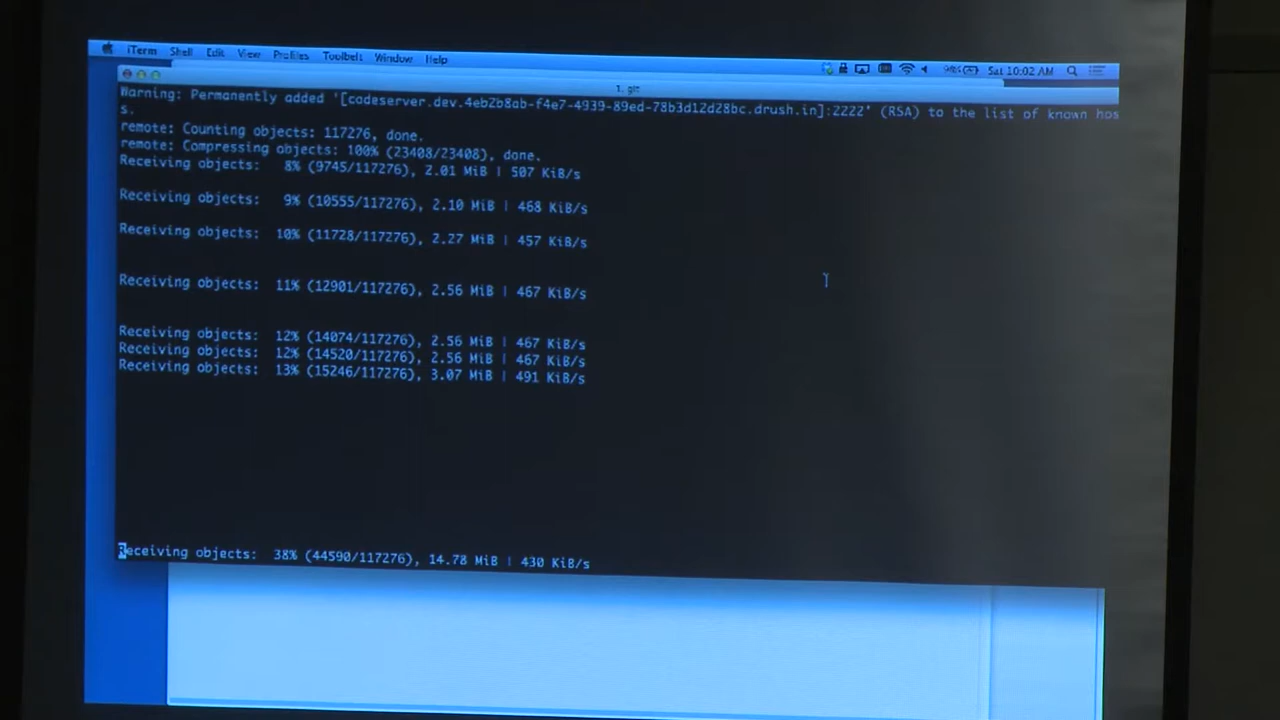 iTerm Shell Edit View Profiles Toolbelt Window Help
Sat 10:02 AM
1. git
Warning: Permanently added '[codeserver.dev.4eb2b8ab-f4e7-4939-89ed-78b3d12d28bc.drush.in]:2222' (RSA) to the list of known hos
s.
remote: Counting objects: 117276, done.
remote: Compressing objects: 100% (23408/23408), done.
Receiving objects: 8% (9745/117276), 2.01 MiB | 507 KiB/s
Receiving objects: 9% (10555/117276), 2.10 MiB | 468 KiB/s
Receiving objects: 10% (11728/117276), 2.27 MiB | 457 KiB/s
Receiving objects: 11% (12901/117276), 2.56 MiB | 467 KiB/s
Receiving objects: 12% (14074/117276), 2.56 MiB | 467 KiB/s
Receiving objects: 12% (14520/117276), 2.56 MiB | 467 KiB/s
Receiving objects: 13% (15246/117276), 3.07 MiB | 491 KiB/s
Receiving objects: 38% (44590/117276), 14.78 MiB | 430 KiB/s